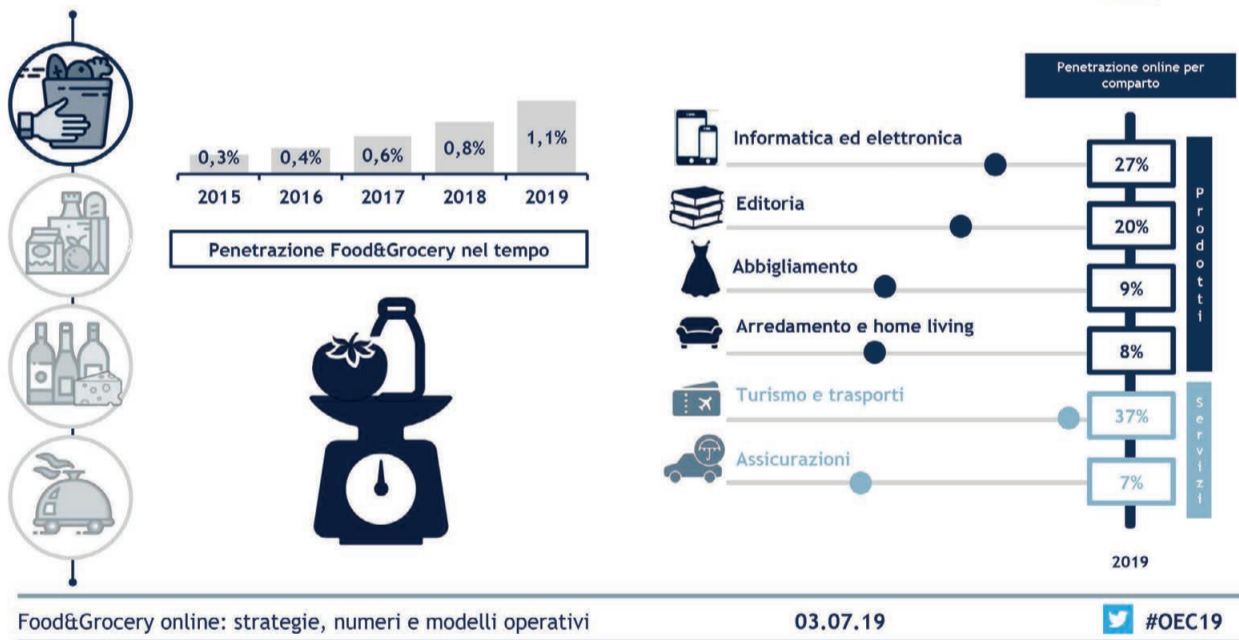 0,3%
0,4%
0,6%
0,8%
1,1%
2015
2016
2017
2018
2019
Penetrazione Food&Grocery nel tempo
Penetrazione online per
comparto
Informatica ed elettronica
27%
Editoria
20%
Abbigliamento
9%
Arredamento e home living
8%
Prodotti
Turismo e trasporti
37%
Assicurazioni
7%
Servizi
2019
Food&Grocery online: strategie, numeri e modelli operativi
03.07.19
#OEC19